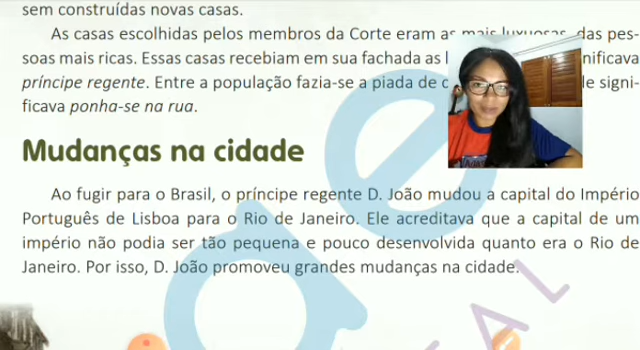 sem construídas novas casas.
As casas escolhidas pelos membros da Corte eram as mais luxuosas, das pes-
soas mais ricas. Essas casas recebiam em sua fachada as nificava
príncipe regente. Entre a população fazia-se a piada de le signi-
ficava ponha-se na rua.
Mudanças na cidade
Ao fugir para o Brasil, o príncipe regente D. João mudou a capital do Império
Português de Lisboa para o Rio de Janeiro. Ele acreditava que a capital de um
império não podia ser tão pequena e pouco desenvolvida quanto era o Rio de
Janeiro. Por isso, D. João promoveu grandes mudanças na cidade.